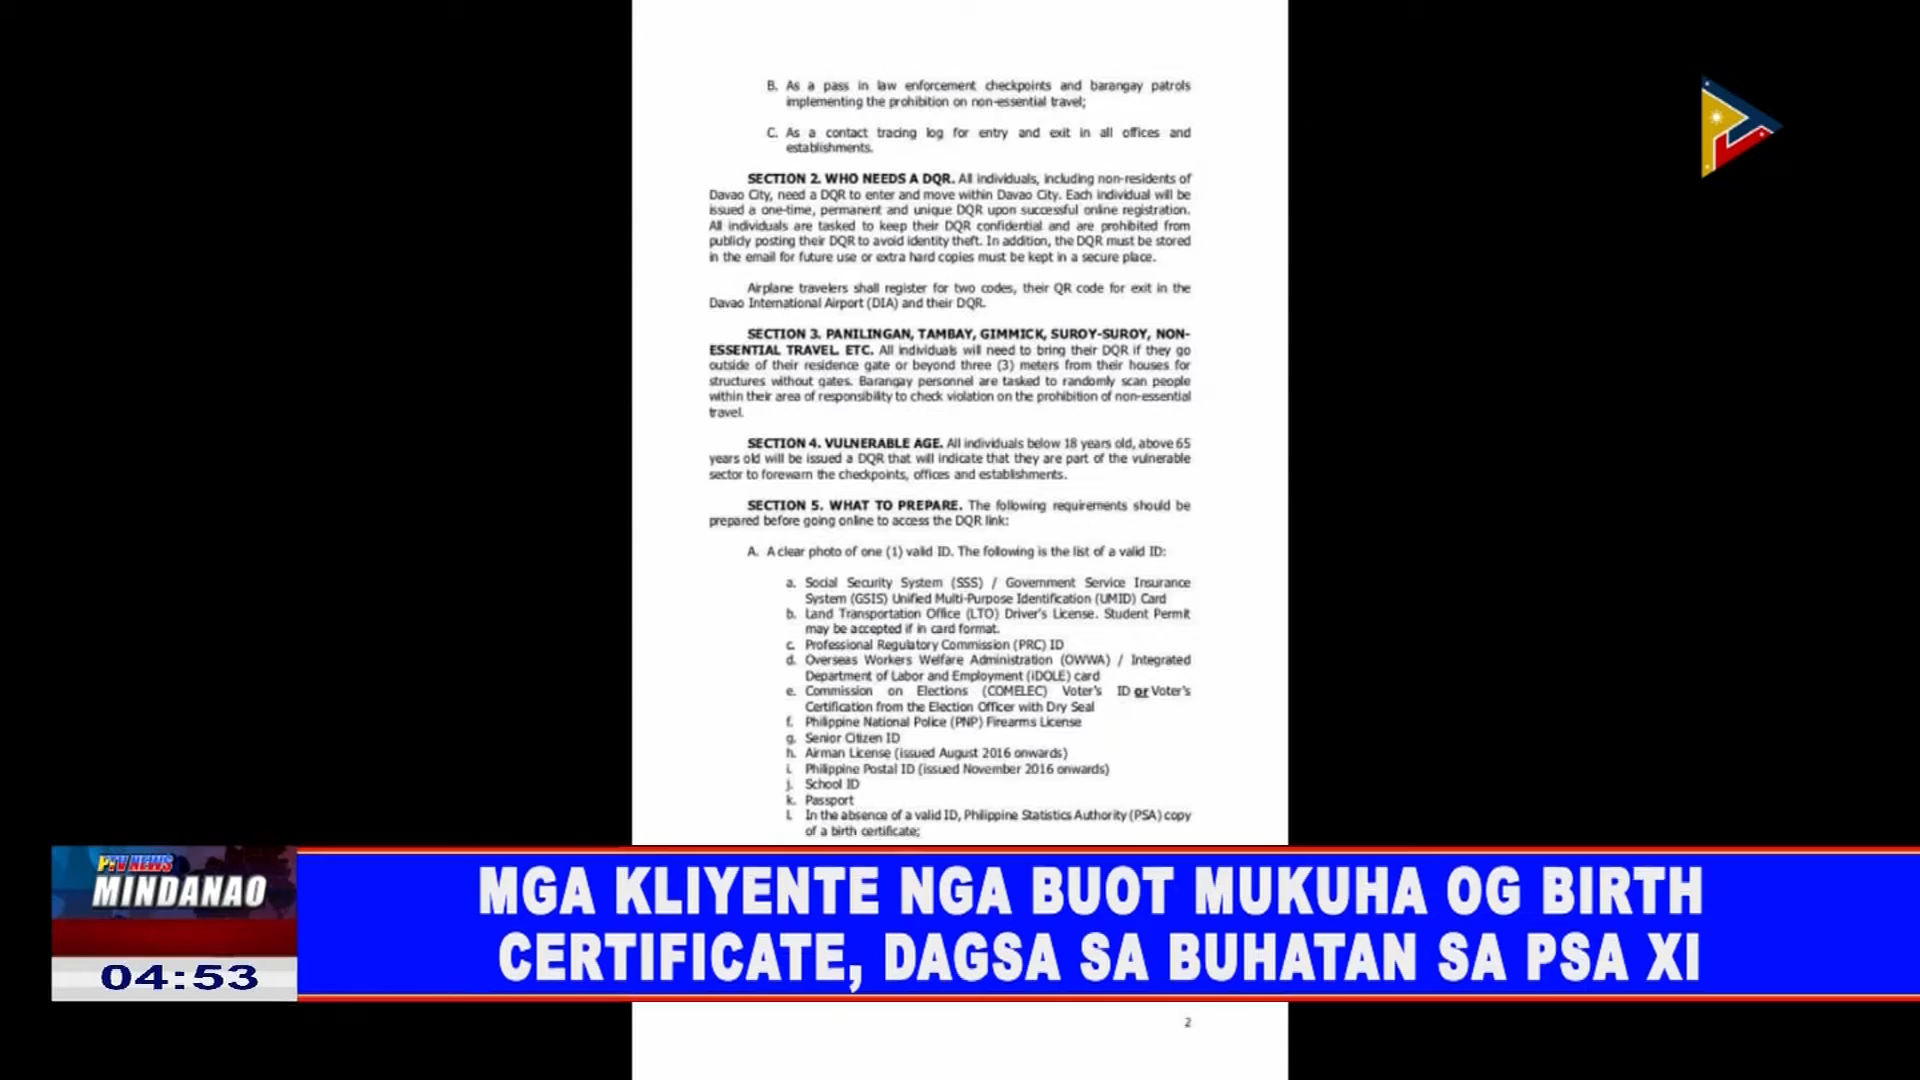 B. As a pass in law enforcement checkpoints and barangay patrols
implementing the prohibition on non-essential travel;
C. As a contact tracing log for entry and exit in all offices and
establishments.
SECTION 2. WHO NEEDS A DQR. All individuals, including non-residents of
Davao City, need a DQR to enter and move within Davao City. Each individual will be
issued a one-time, permanent and unique DQR upon successful online registration.
All individuals are tasked to keep their DQR confidential and are prohibited from
publicly posting their DQR to avoid identity theft. In addition, the DQR must be stored
in the email for future use or extra hard copies must be kept in a secure place.
Airplane travelers shall register for two codes, their QR code for exit in the
Davao International Airport (DIA) and their DQR.
SECTION 3. PANILINGAN, TAMBAY, GIMMICK, SUROY-SUROY, NON-
ESSENTIAL TRAVEL. ETC. All individuals will need to bring their DQR if they go
outside of their residence gate or beyond three (3) meters from their houses for
structures without gates. Barangay personnel are tasked to randomly scan people
within their area of responsibility to check violation on the prohibition of non-essential
travel.
SECTION 4. VULNERABLE AGE. All individuals below 18 years old, above 65
years old will be issued a DQR that will indicate that they are part of the vulnerable
sector to forewarn the checkpoints, offices and establishments.
SECTION 5. WHAT TO PREPARE. The following requirements should be
prepared before going online to access the DQR link:
A. A clear photo of one (1) valid ID. The following is the list of a valid ID:
a. Social Security System (SSS) / Government Service Insurance
System (GSIS) Unified Multi-Purpose Identification (UMID) Card
b. Land Transportation Office (LTO) Driver's License. Student Permit
may be accepted if in card format.
c. Professional Regulatory Commission (PRC) ID
d. Overseas Workers Welfare Administration (OWWA) / Integrated
Department of Labor and Employment (iDOLE) card
e. Commission on Elections (COMELEC) Voter's ID or Voter's
Certification from the Election Officer with Dry Seal
f. Philippine National Police (PNP) Firearms License
g. Senior Citizen ID
h. Airman License (issued August 2016 onwards)
i. Philippine Postal ID (issued November 2016 onwards)
j. School ID
k. Passport
l. In the absence of a valid ID, Philippine Statistics Authority (PSA) copy
of a birth certificate;
PTV NEWS
MINDANAO
04:53
MGA KLIYENTE NGA BUOT MUKUHA OG BIRTH
CERTIFICATE, DAGSA SA BUHATAN SA PSA XI
2